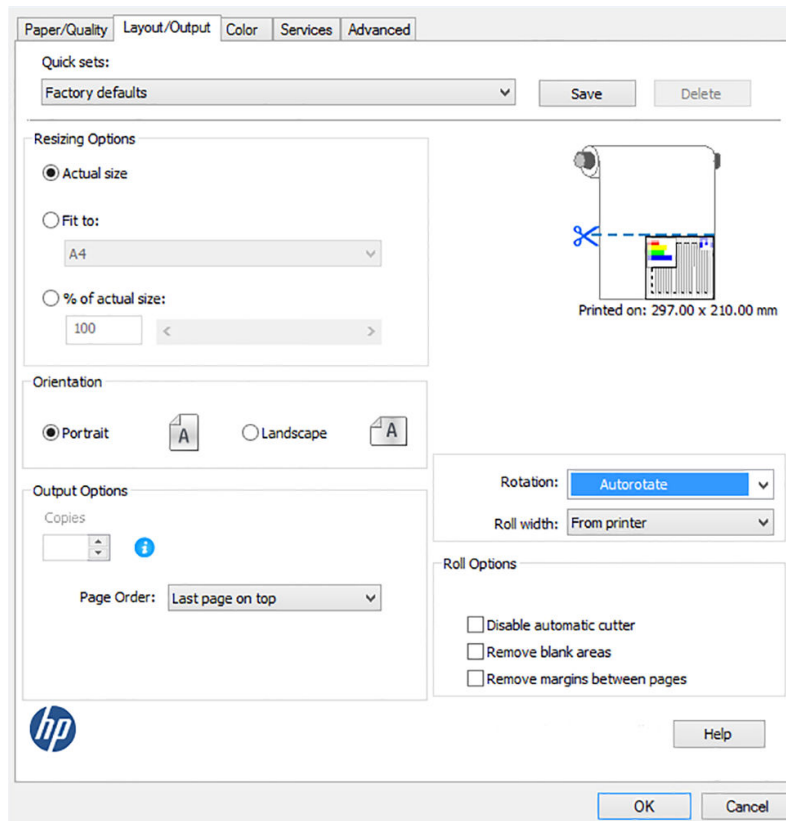 Paper/Quality Layout/Output Color Services Advanced
Quick sets:
Factory defaults Save Delete
Resizing Options
Actual size
Fit to:
A4
% of actual size:
100
Printed on: 297.00 x 210.00 mm
Orientation
Portrait A Landscape A
Rotation: Autorotate
Roll width: From printer
Output Options
Copies
i
Page Order: Last page on top
Roll Options
Disable automatic cutter
Remove blank areas
Remove margins between pages
hp
Help
OK Cancel